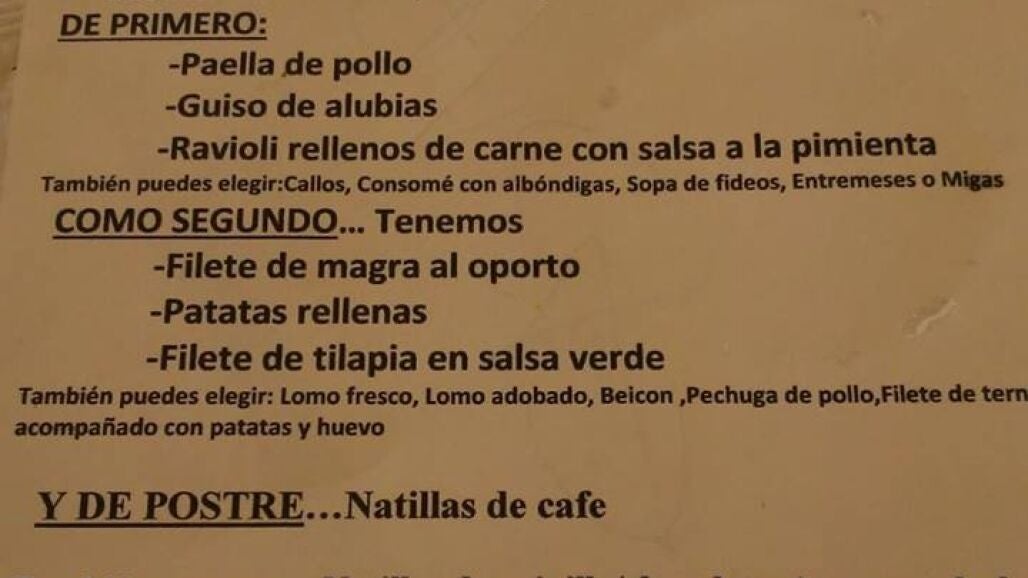 DE PRIMERO:
-Paella de pollo
-Guiso de alubias
-Ravioli rellenos de carne con salsa a la pimienta
También puedes elegir:Callos, Consomé con albóndigas, Sopa de fideos, Entremeses o Migas
COMO SEGUNDO... Tenemos
-Filete de magra al oporto
-Patatas rellenas
-Filete de tilapia en salsa verde
También puedes elegir: Lomo fresco, Lomo adobado, Beicon ,Pechuga de pollo,Filete de tern
acompañado con patatas y huevo
Y DE POSTRE...Natillas de cafe